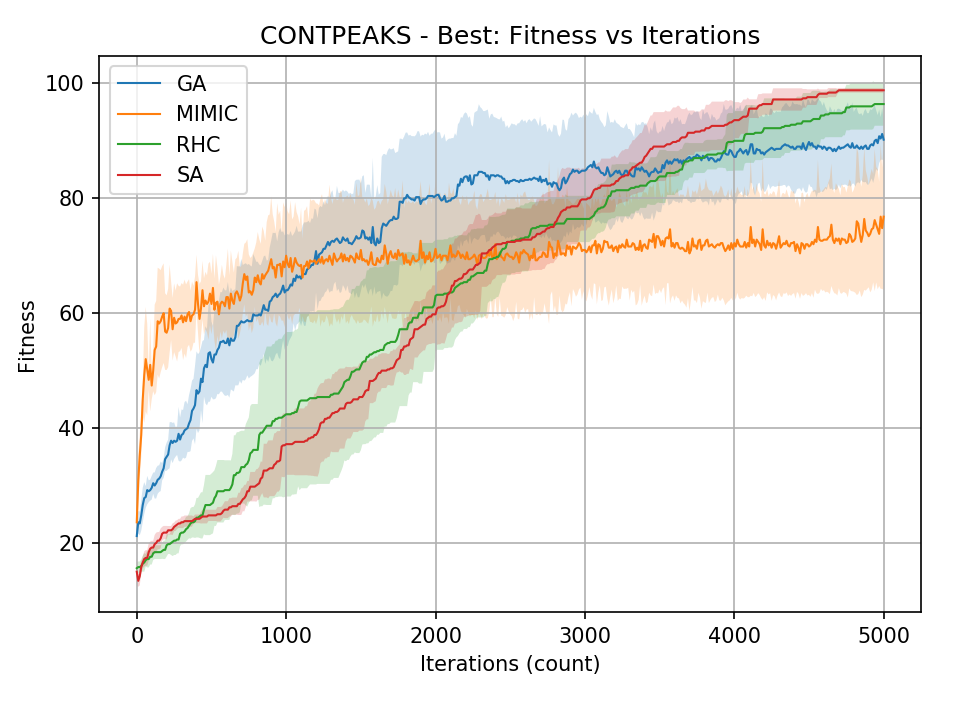 CONTPEAKS - Best: Fitness vs Iterations
GA
MIMIC
RHC
SA
100
80
60
40
20
Fitness
0 1000 2000 3000 4000 5000
Iterations (count)